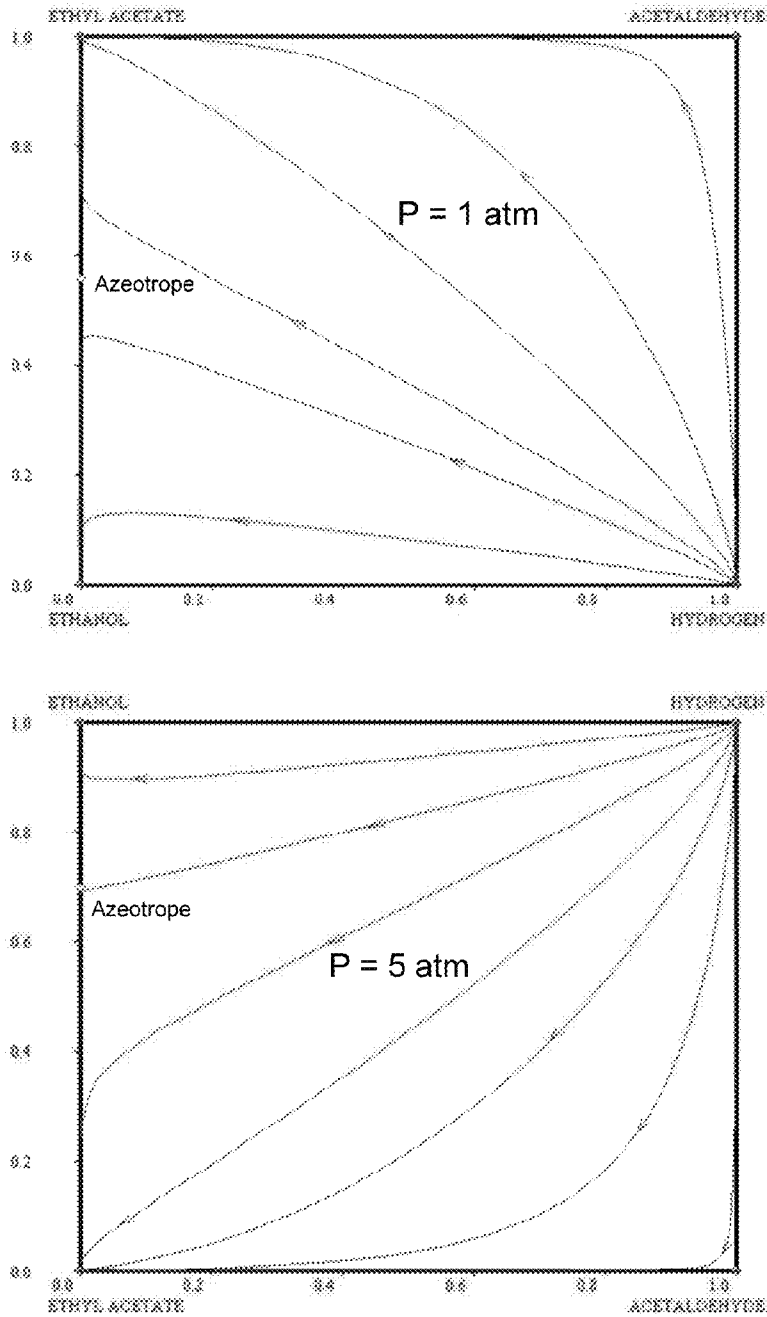 ETHYL ACETATE ACETALDEHYDE
1.0
0.8
P = 1 atm
0.6
Azeotrope
0.4
0.2
0.0
0.0 0.2 0.4 0.6 0.8 1.0
ETHANOL HYDROGEN
ETHANOL HYDROGEN
1.0
0.8
Azeotrope
0.6
P = 5 atm
0.4
0.2
0.0
0.0 0.2 0.4 0.6 0.8 1.0
ETHYL ACETATE ACETALDEHYDE